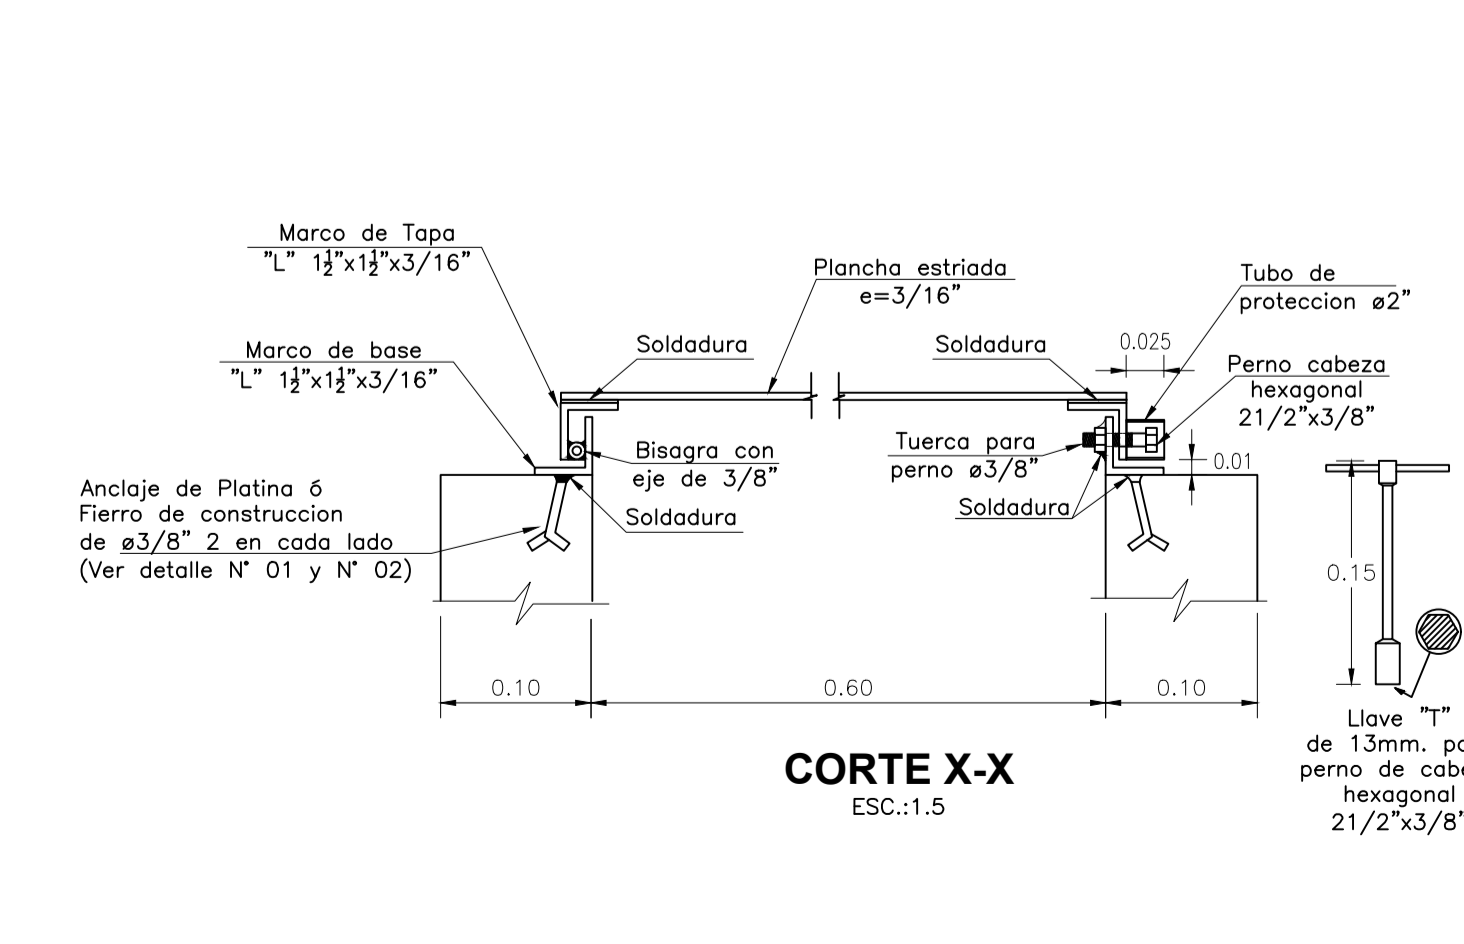 Marco de Tapa
"L" 1½"x1½"x3/16"
Plancha estriada
e=3/16"
Tubo de
proteccion ø2"
Marco de base
"L" 1½"x1½"x3/16"
Soldadura
Soldadura
0.025
Perno cabeza
hexagonal
21/2"x3/8"
Bisagra con
eje de 3/8"
Tuerca para
perno ø3/8"
0.01
Anclaje de Platina ó
Fierro de construccion
de ø3/8" 2 en cada lado
(Ver detalle N° 01 y N° 02)
Soldadura
Soldadura
0.15
0.10
0.60
0.10
Llave "T"
de 13mm.
perno de
hexagonal
21/2"x3/8"
CORTE X-X
ESC.:1.5